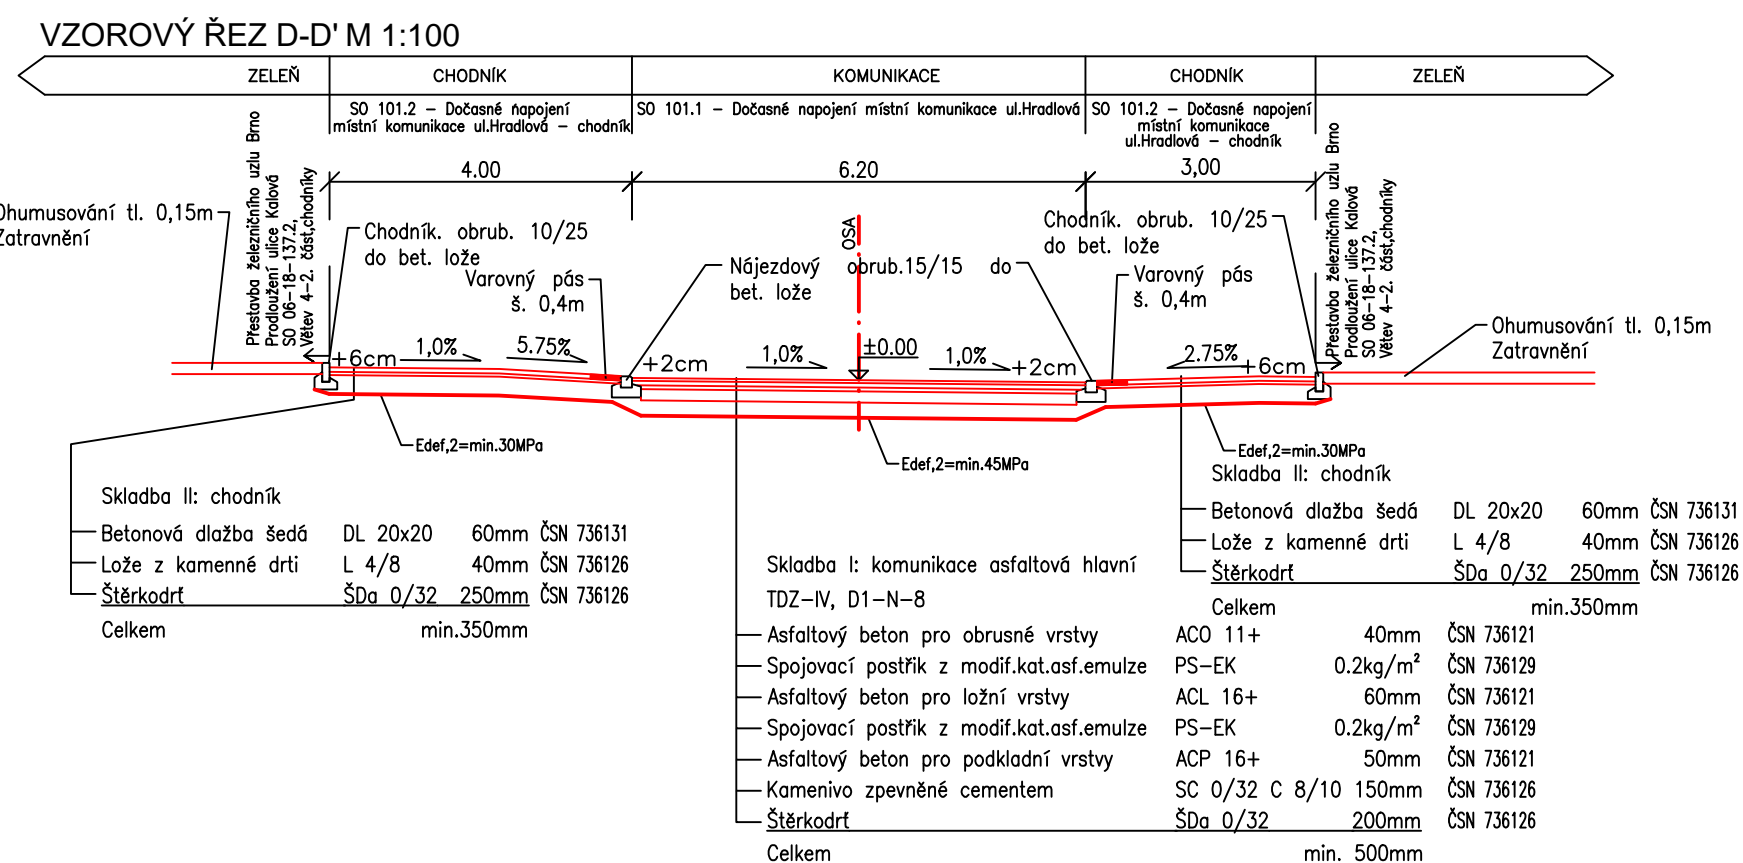 VZOROVÝ ŘEZ D-D' M 1:100
ZELEŇ
CHODNÍK
KOMUNIKACE
CHODNÍK
ZELEŇ
SO 101.2 – Dočasné napojení
místní komunikace ul.Hradlová – chodník
SO 101.1 – Dočasné napojení místní komunikace ul.Hradlová
SO 101.2 – Dočasné napojení
místní komunikace
ul.Hradlová – chodník
4.00
6.20
3,00
Přestavba železničního uzlu Brno
Prodloužení ulice Kalová
SO 06-18-137.2,
Větev 4-2. část,chodníky
Přestavba železničního uzlu Brno
Prodloužení ulice Kalová
SO 06-18-137.2,
Větev 4-2. část,chodníky
Ohumusování tl. 0,15m
Zatravnění
Chodník. obrub. 10/25
do bet. lože
Varovný pás
š. 0,4m
Nájezdový obrub.15/15 do
bet. lože
OSA
Chodník. obrub. 10/25
do bet. lože
Varovný pás
š. 0,4m
Ohumusování tl. 0,15m
Zatravnění
+6cm
1,0%
5.75%
+2cm
1,0%
±0.00
1,0%
+2cm
2.75%
+6cm
Edef,2=min.30MPa
Edef,2=min.45MPa
Edef,2=min.30MPa
Skladba II: chodník
Betonová dlažba šedá DL 20x20 60mm ČSN 736131
Lože z kamenné drti L 4/8 40mm ČSN 736126
Štěrkodrť ŠDa 0/32 250mm ČSN 736126
Celkem min.350mm
Skladba II: chodník
Betonová dlažba šedá DL 20x20 60mm ČSN 736131
Lože z kamenné drti L 4/8 40mm ČSN 736126
Štěrkodrť ŠDa 0/32 250mm ČSN 736126
Celkem min.350mm
Skladba I: komunikace asfaltová hlavní
TDZ-IV, D1-N-8
Asfaltový beton pro obrusné vrstvy ACO 11+ 40mm ČSN 736121
Spojovací postřik z modif.kat.asf.emulze PS-EK 0.2kg/m² ČSN 736129
Asfaltový beton pro ložní vrstvy ACL 16+ 60mm ČSN 736121
Spojovací postřik z modif.kat.asf.emulze PS-EK 0.2kg/m² ČSN 736129
Asfaltový beton pro podkladní vrstvy ACP 16+ 50mm ČSN 736121
Kamenivo zpevněné cementem SC 0/32 C 8/10 150mm ČSN 736126
Štěrkodrť ŠDa 0/32 200mm ČSN 736126
Celkem min. 500mm